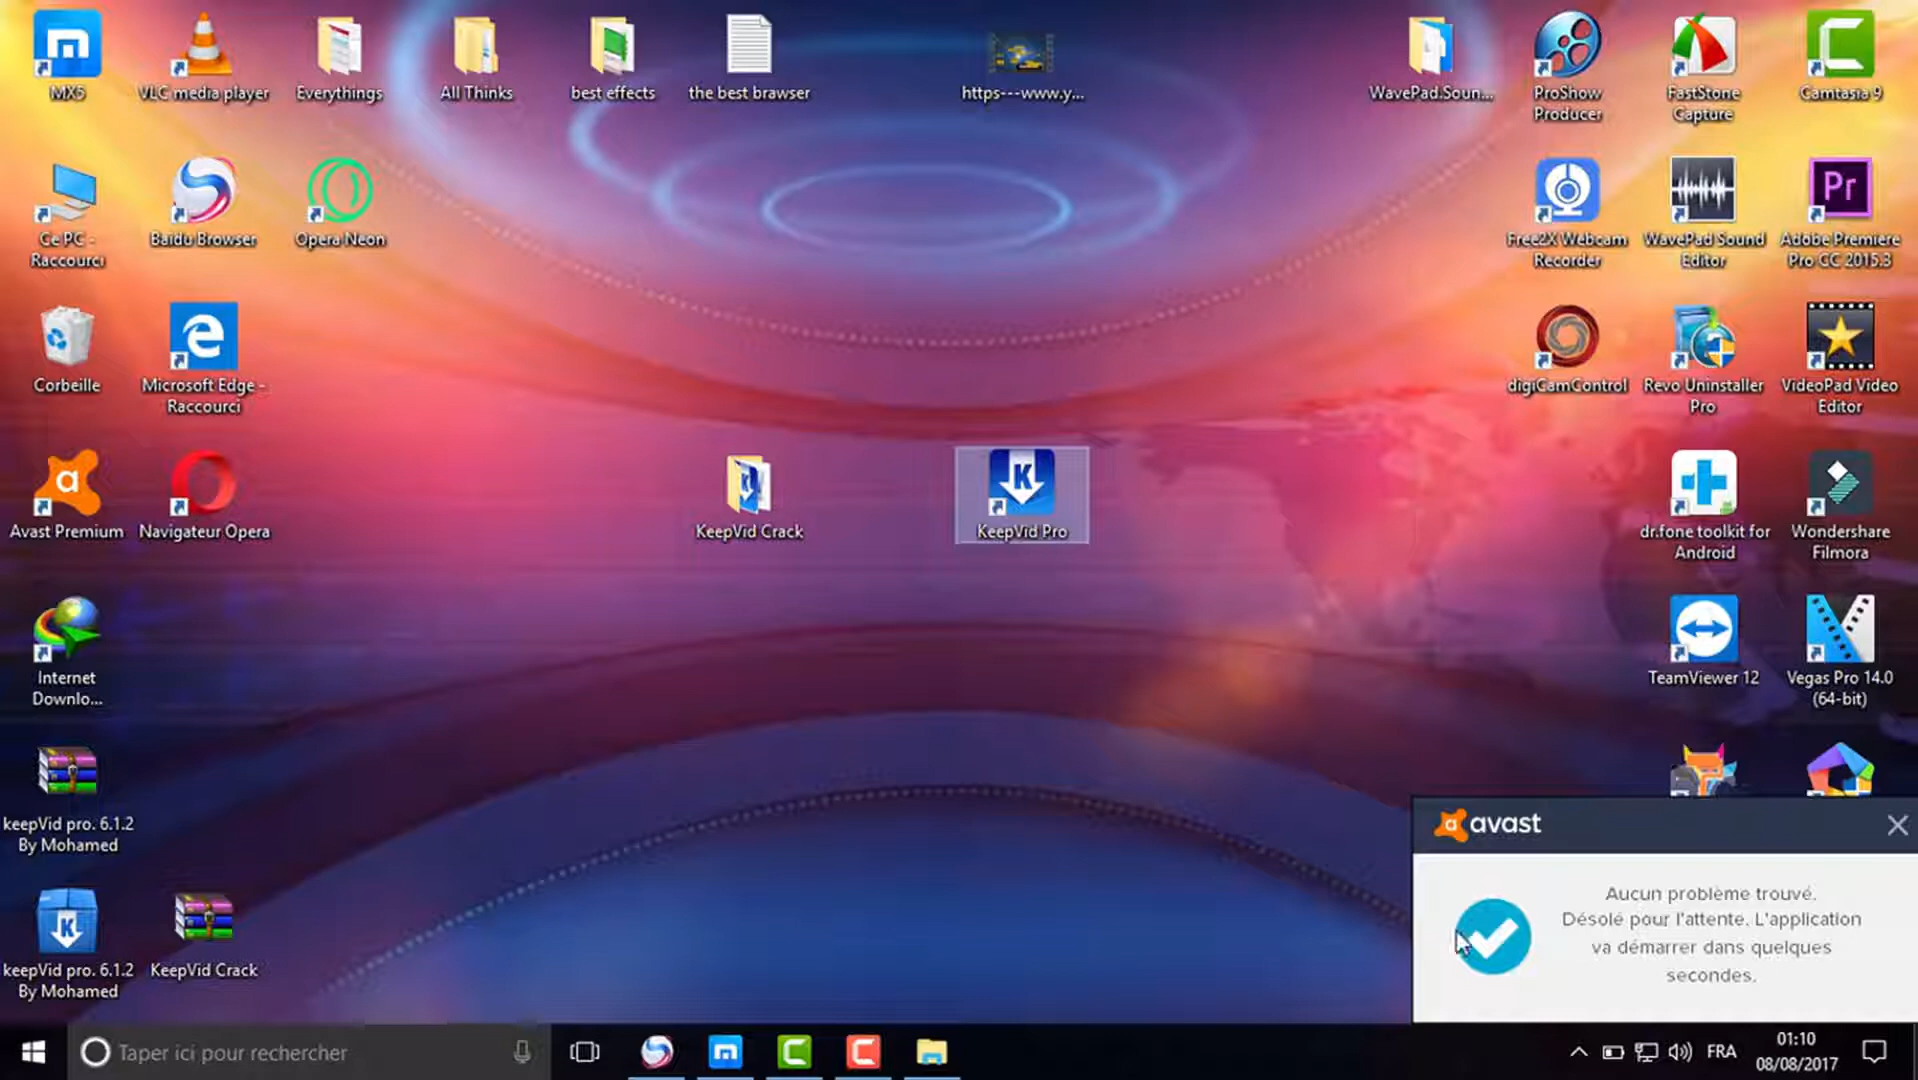 MX5
VLC media player
Everythings
All Thinks
best effects
the best browser
https---www.y...
WavePad.Soun...
ProShow
Producer
FastStone
Capture
Camtasia 9
Ce PC -
Raccourci
Baidu Browser
Opera Neon
Free2X Webcam
Recorder
WavePad Sound
Editor
Pr
Adobe Premiere
Pro CC 2015.3
Corbeille
Microsoft Edge -
Raccourci
digiCamControl
Revo Uninstaller
Pro
VideoPad Video
Editor
Avast Premium
Navigateur Opera
KeepVid Crack
K
KeepVid Pro
dr.fone toolkit for
Android
Wondershare
Filmora
Internet
Downlo...
TeamViewer 12
Vegas Pro 14.0
(64-bit)
keepVid pro. 6.1.2
By Mohamed
avast
Aucun problème trouvé.
Désolé pour l'attente. L'application
va démarrer dans quelques
secondes.
K
keepVid pro. 6.1.2
By Mohamed
KeepVid Crack
Taper ici pour rechercher
FRA
01:10
08/08/2017